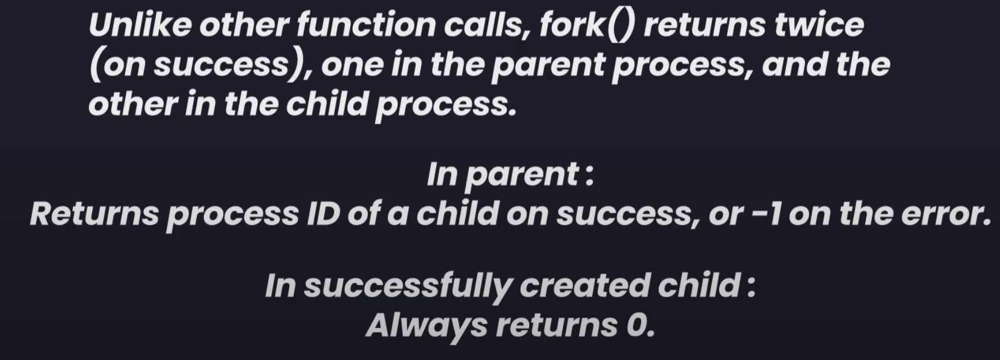 Unlike other function calls, fork() returns twice
(on success), one in the parent process, and the
other in the child process.
In parent :
Returns process ID of a child on success, or -1 on the error.
In successfully created child :
Always returns 0.